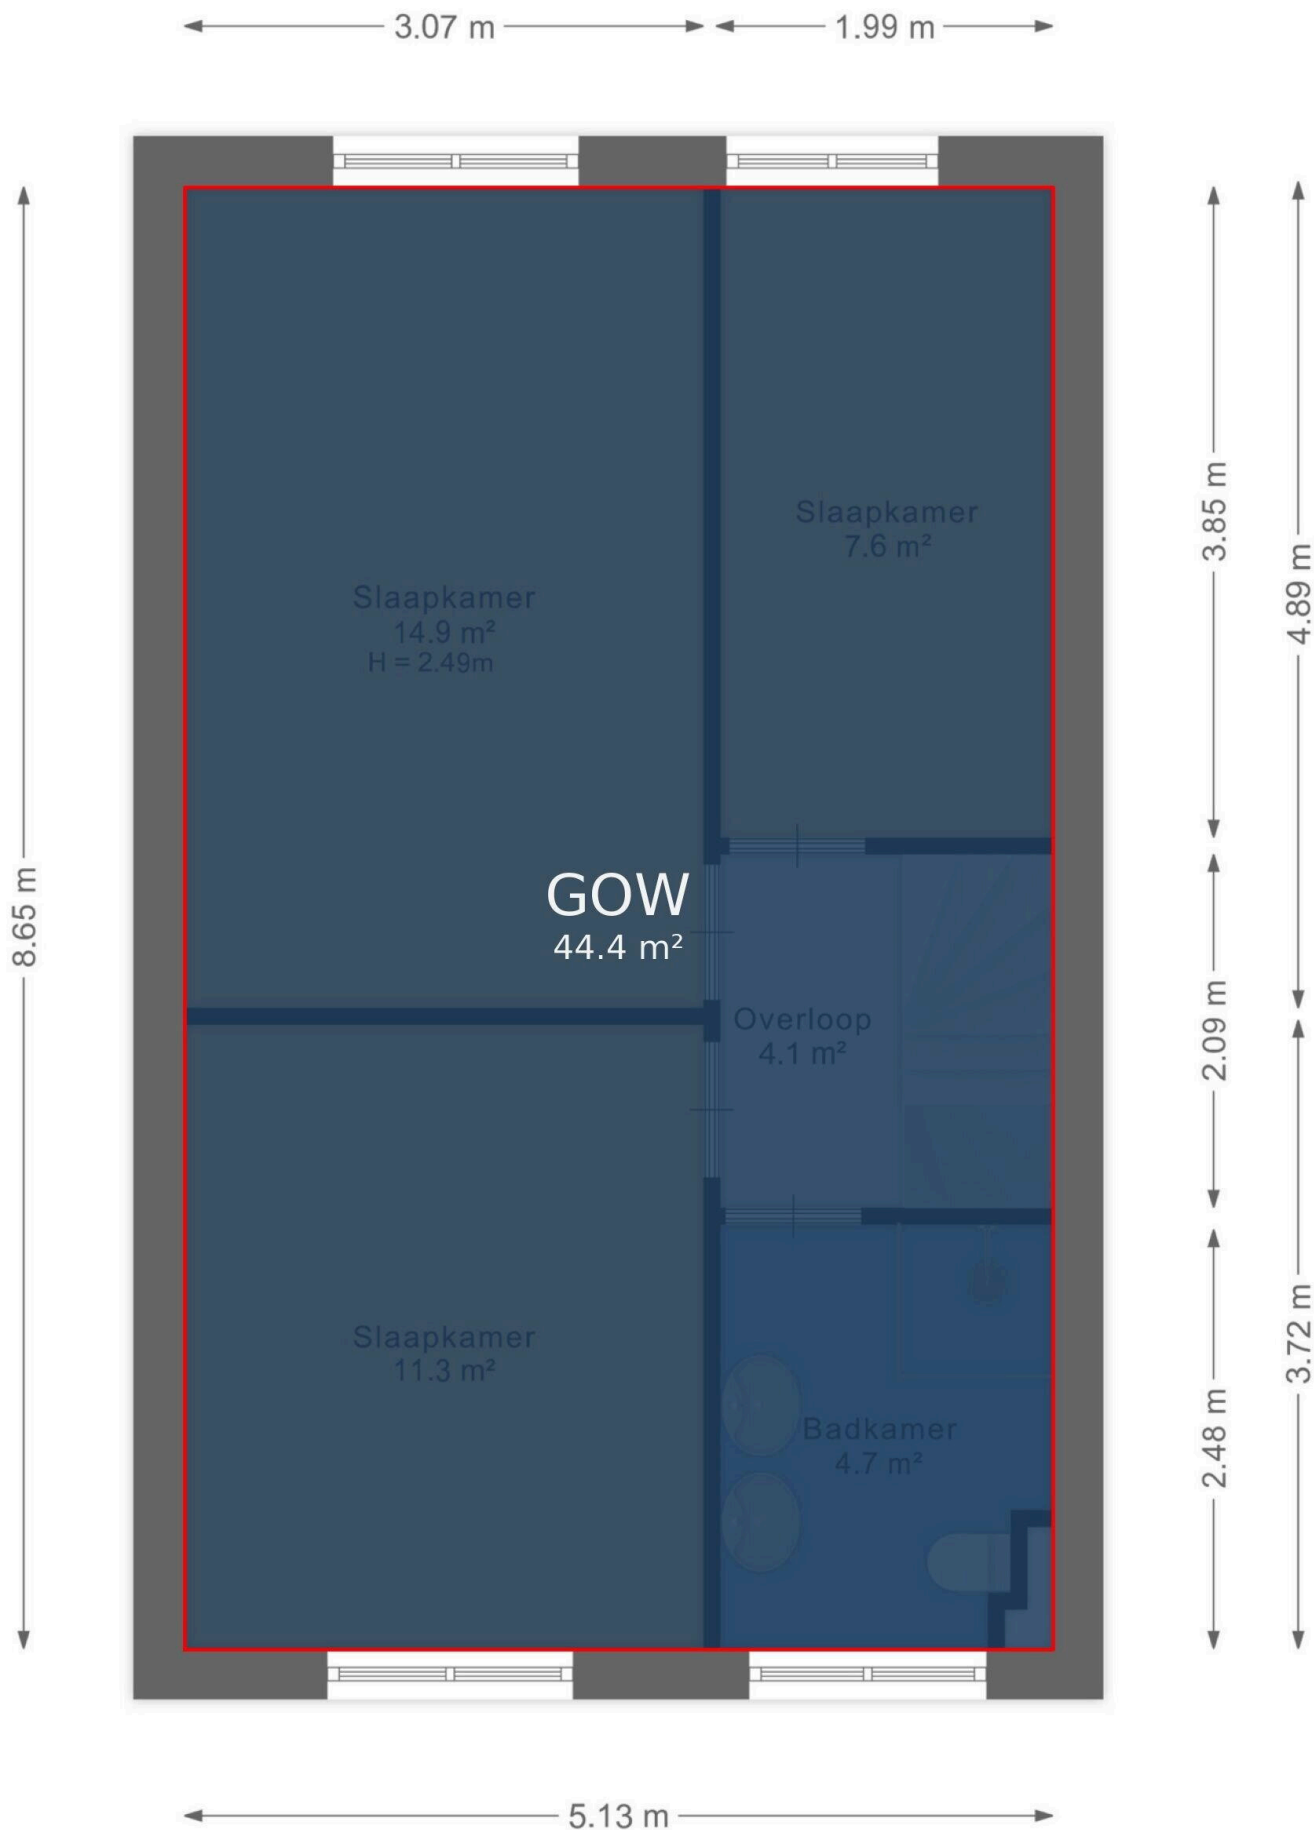 3.07 m
1.99 m
Slaapkamer
7.6 m²
3.85 m
4.89 m
Slaapkamer
14.9 m²
H = 2.49m
GOW
44.4 m²
8.65 m
Overloop
4.1 m²
2.09 m
Slaapkamer
11.3 m²
Badkamer
4.7 m²
2.48 m
3.72 m
5.13 m